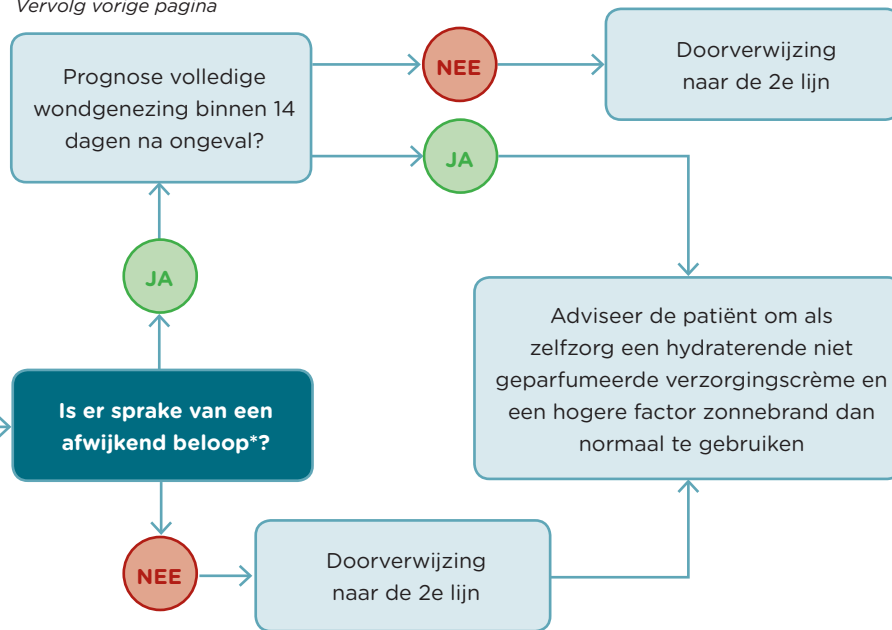 Vervolg vorige pagina
Prognose volledige
wondgenezing binnen 14
dagen na ongeval?
NEE
Doorverwijzing
naar de 2e lijn
JA
JA
Is er sprake van een
afwijkend beloop*?
Adviseer de patiënt om als
zelfzorg een hydraterende niet
geparfumeerde verzorgingscrème en
een hogere factor zonnebrand dan
normaal te gebruiken
NEE
Doorverwijzing
naar de 2e lijn